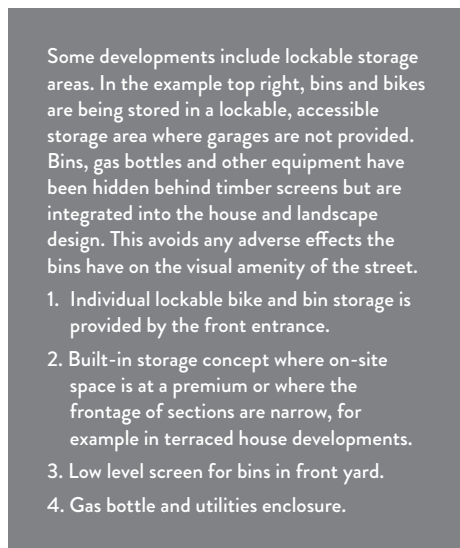 Some developments include lockable storage
areas. In the example top right, bins and bikes
are being stored in a lockable, accessible
storage area where garages are not provided.
Bins, gas bottles and other equipment have
been hidden behind timber screens but are
integrated into the house and landscape
design. This avoids any adverse effects the
bins have on the visual amenity of the street.
1. Individual lockable bike and bin storage is
provided by the front entrance.
2. Built-in storage concept where on-site
space is at a premium or where the
frontage of sections are narrow, for
example in terraced house developments.
3. Low level screen for bins in front yard.
4. Gas bottle and utilities enclosure.